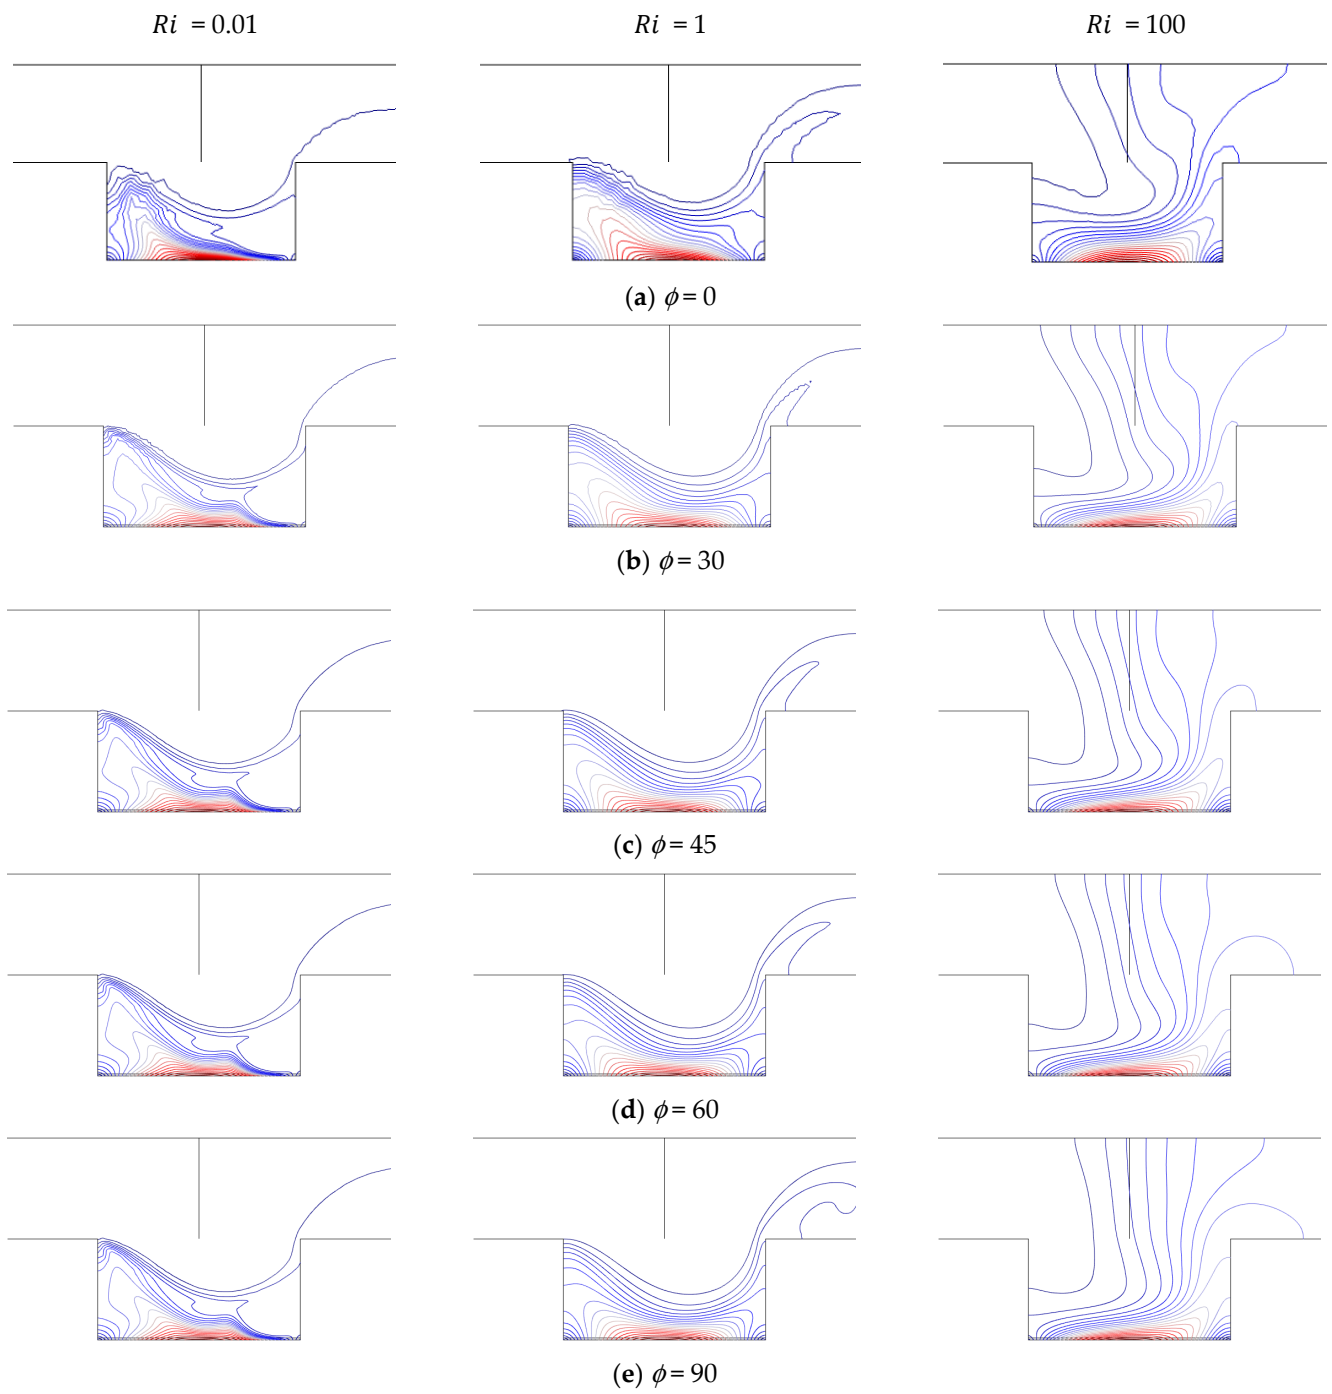 Ri = 0.01 Ri = 1 Ri = 100
(a) ϕ = 0
(b) ϕ = 30
(c) ϕ = 45
(d) ϕ = 60
(e) ϕ = 90